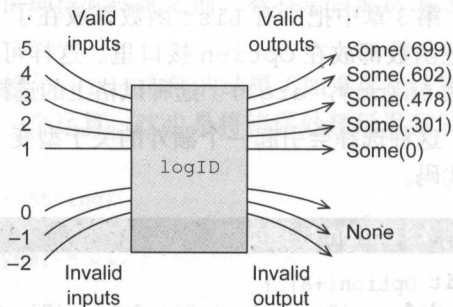 Valid inputs
5
4
3
2
1
0
–1
–2
Invalid inputs
logID
Valid outputs
Some(.699)
Some(.602)
Some(.478)
Some(.301)
Some(0)
None
Invalid output